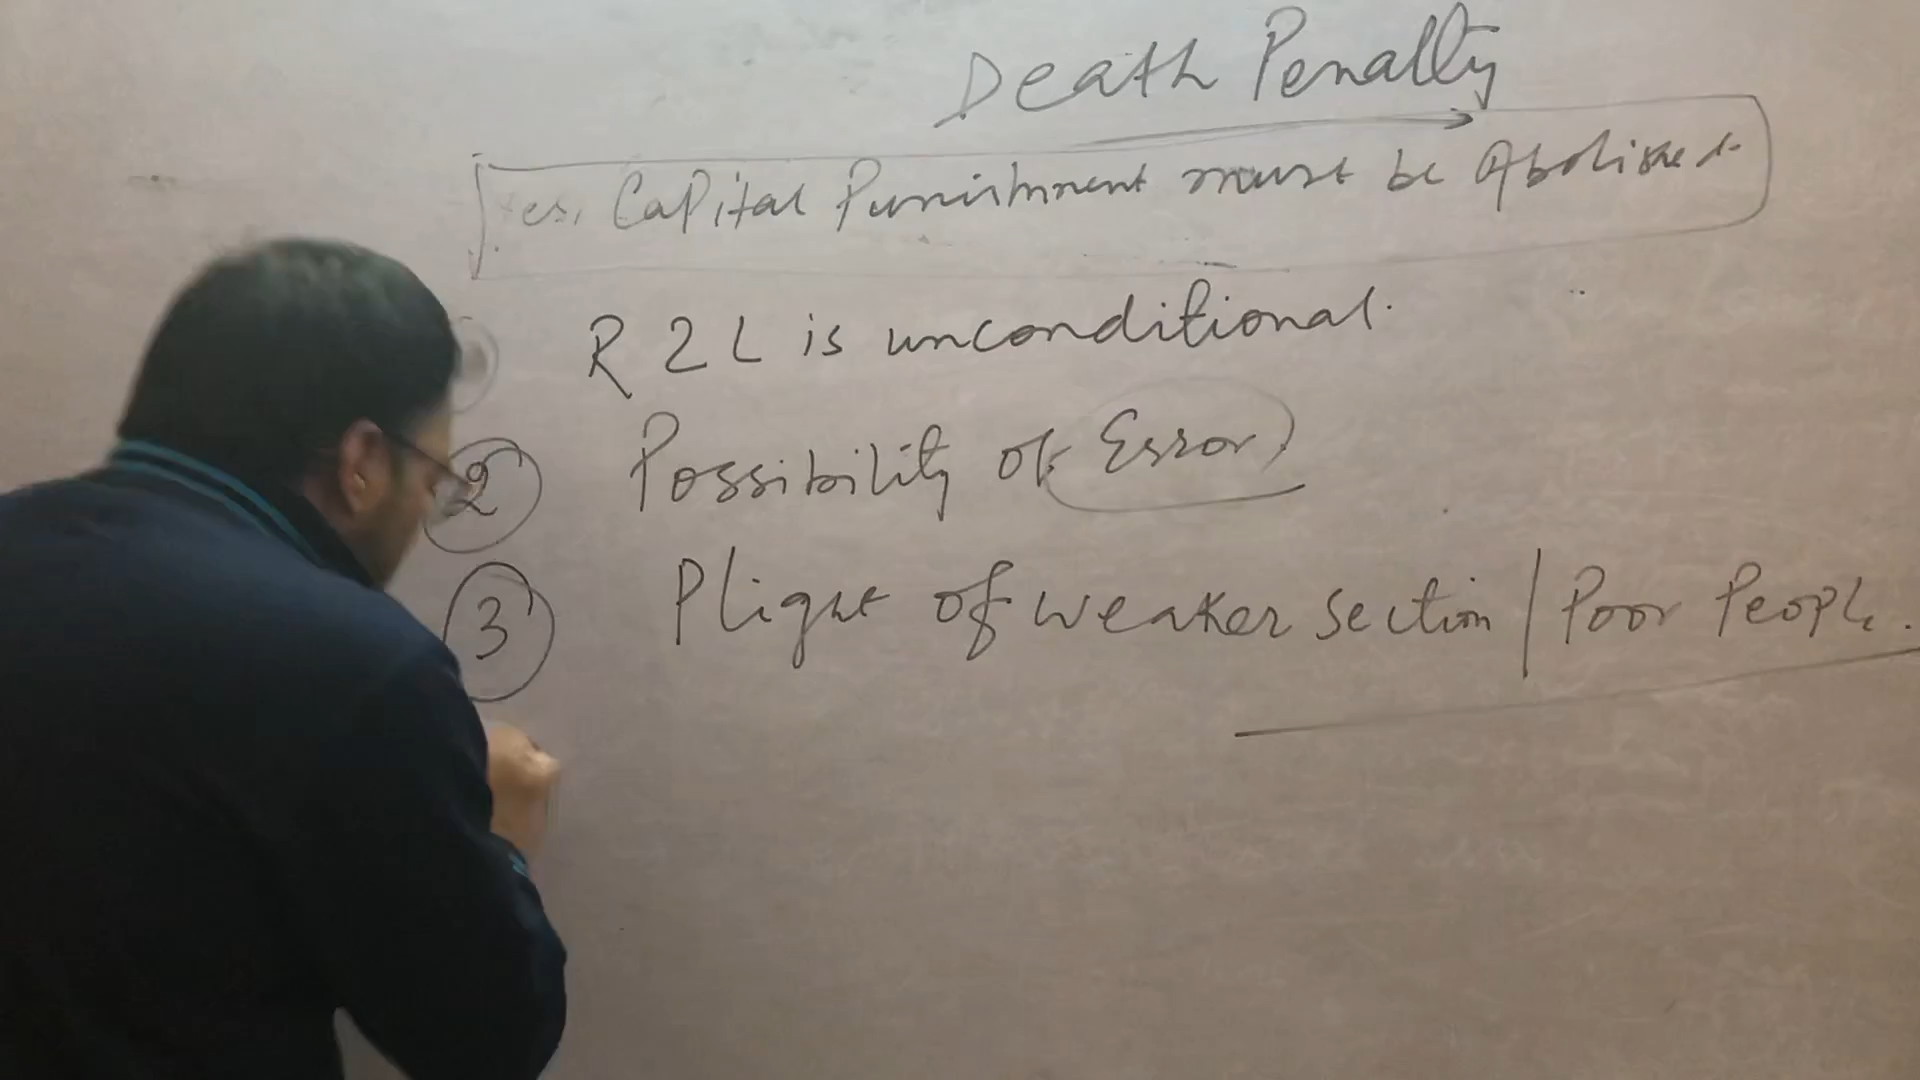 Death Penalty
Yes, Capital Punishment must be Abolished.
R2L is unconditional.
2 Possibility of Error
3 Plight of weaker section / Poor People.